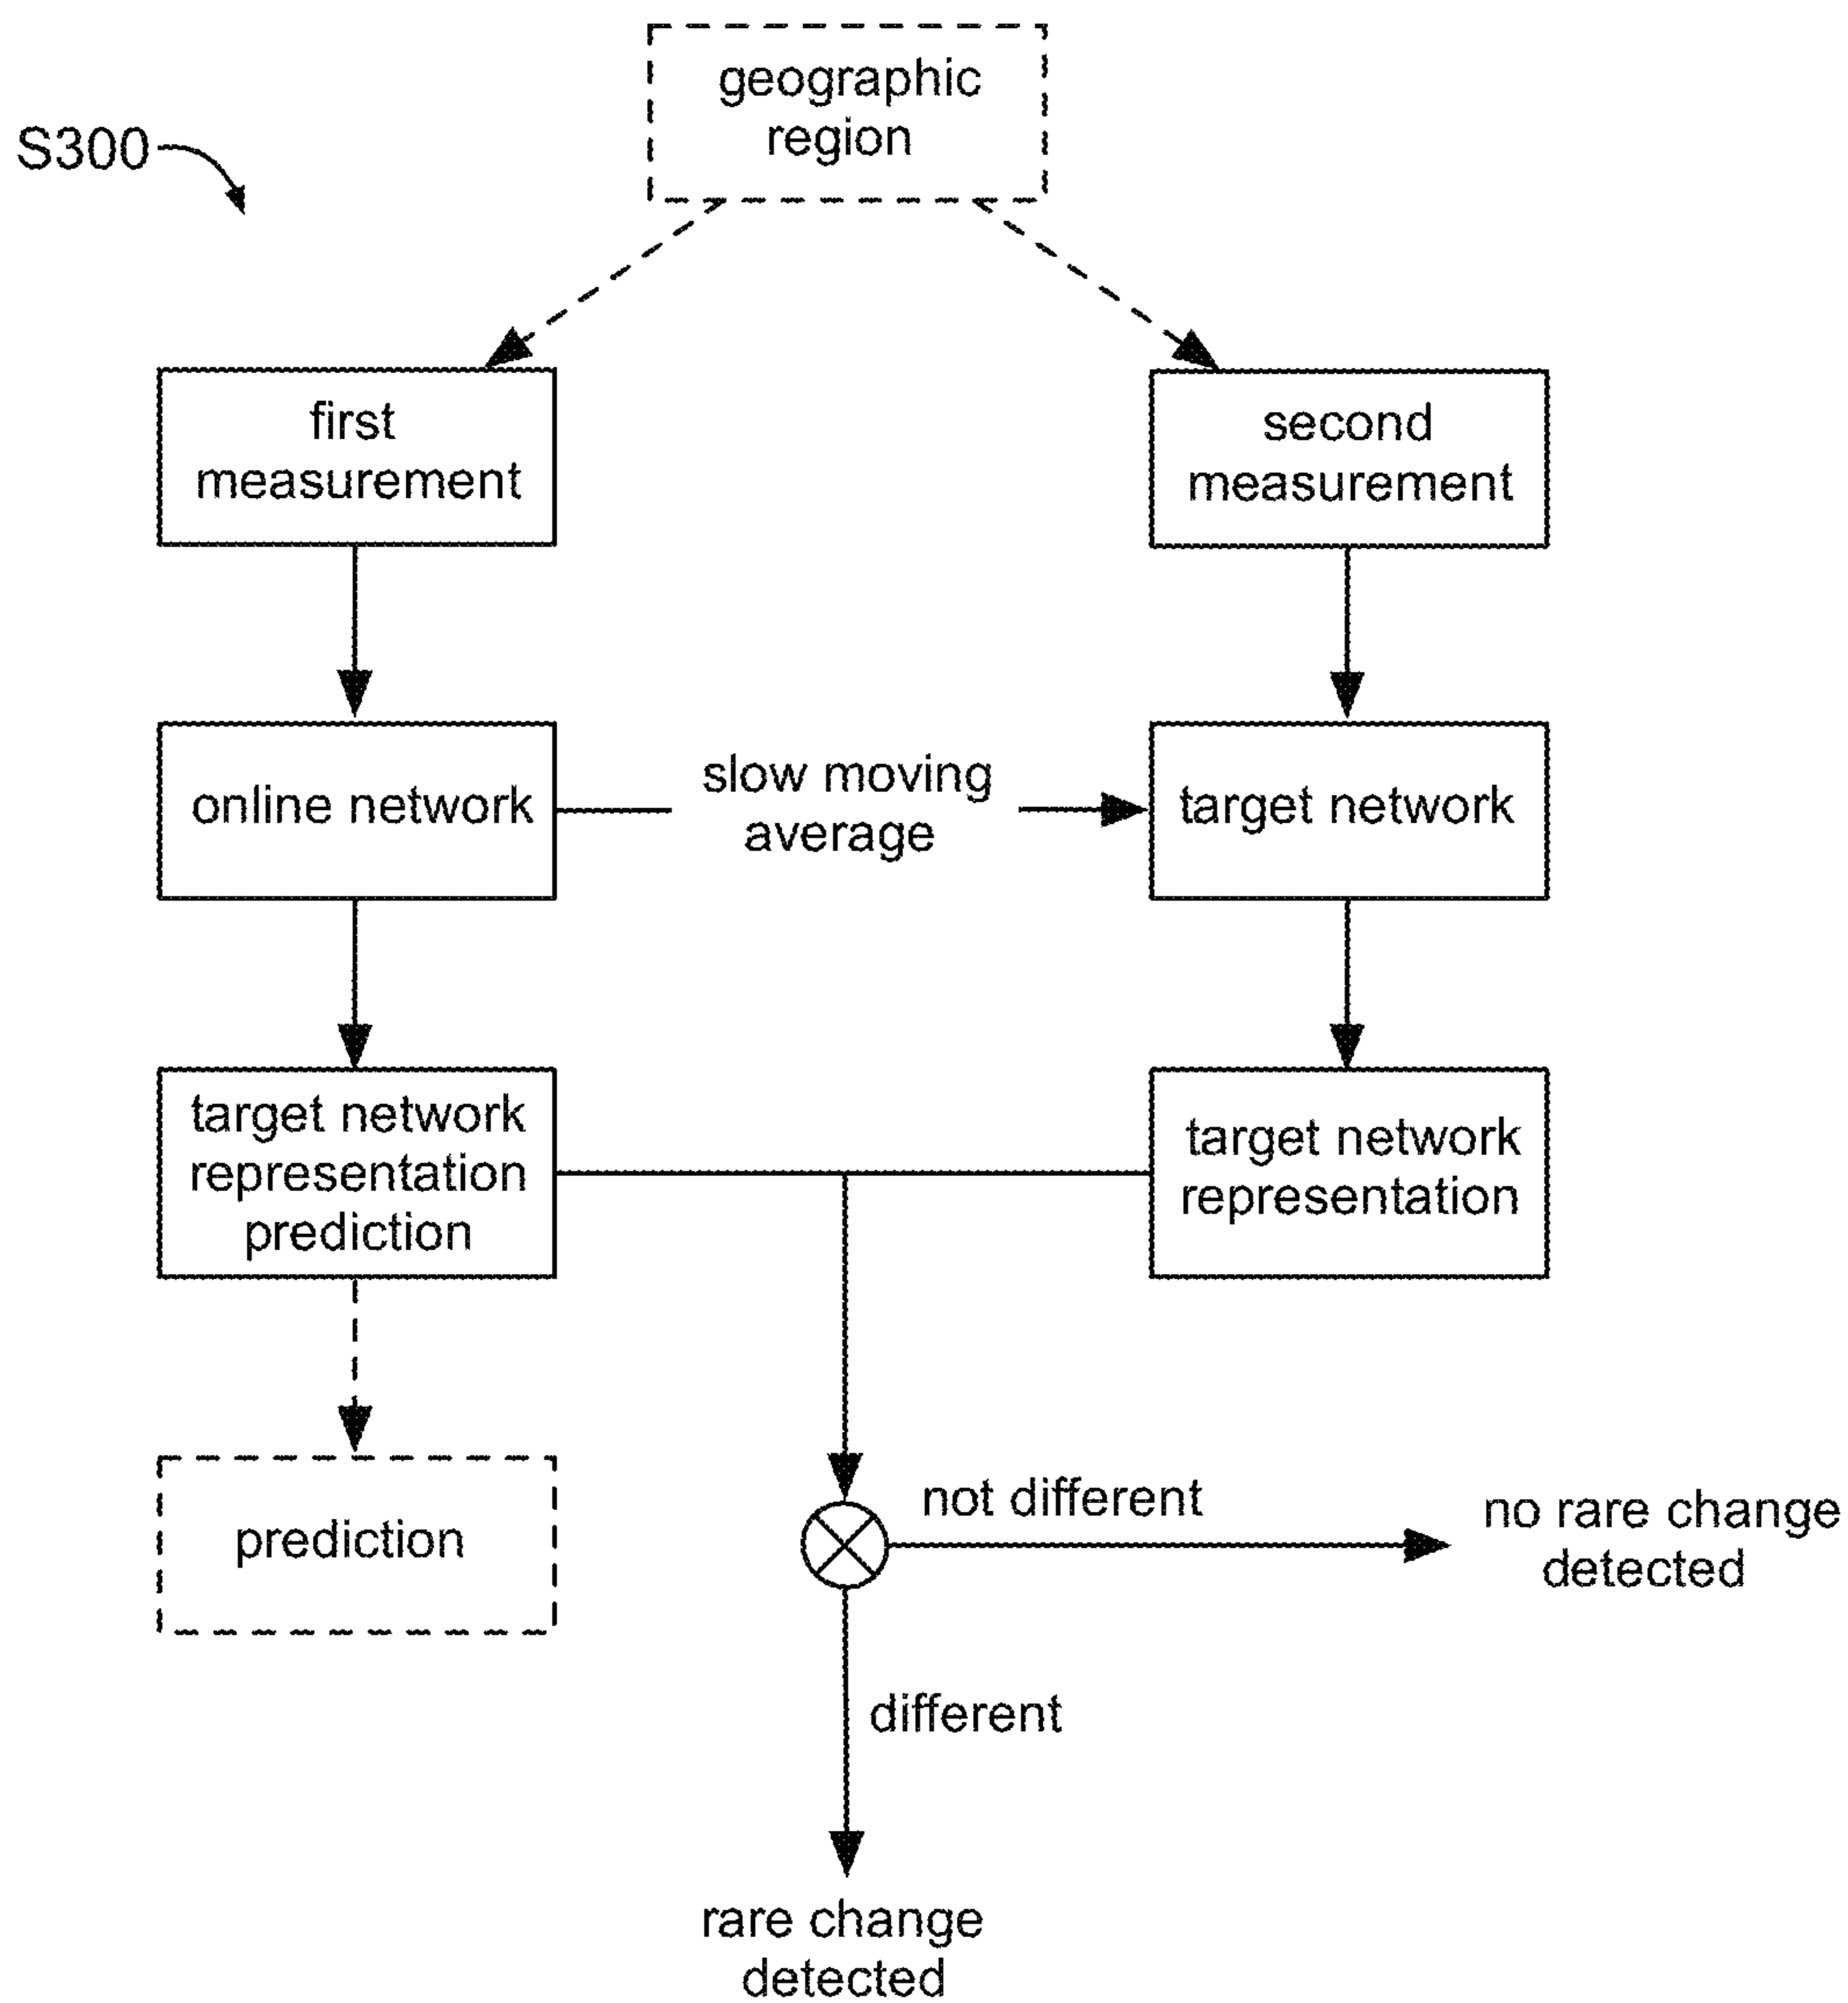 geographic
region
S300
first
measurement
second
measurement
online network
slow moving
average
target network
target network
representation
prediction
target network
representation
prediction
not different
no rare change
detected
different
rare change
detected